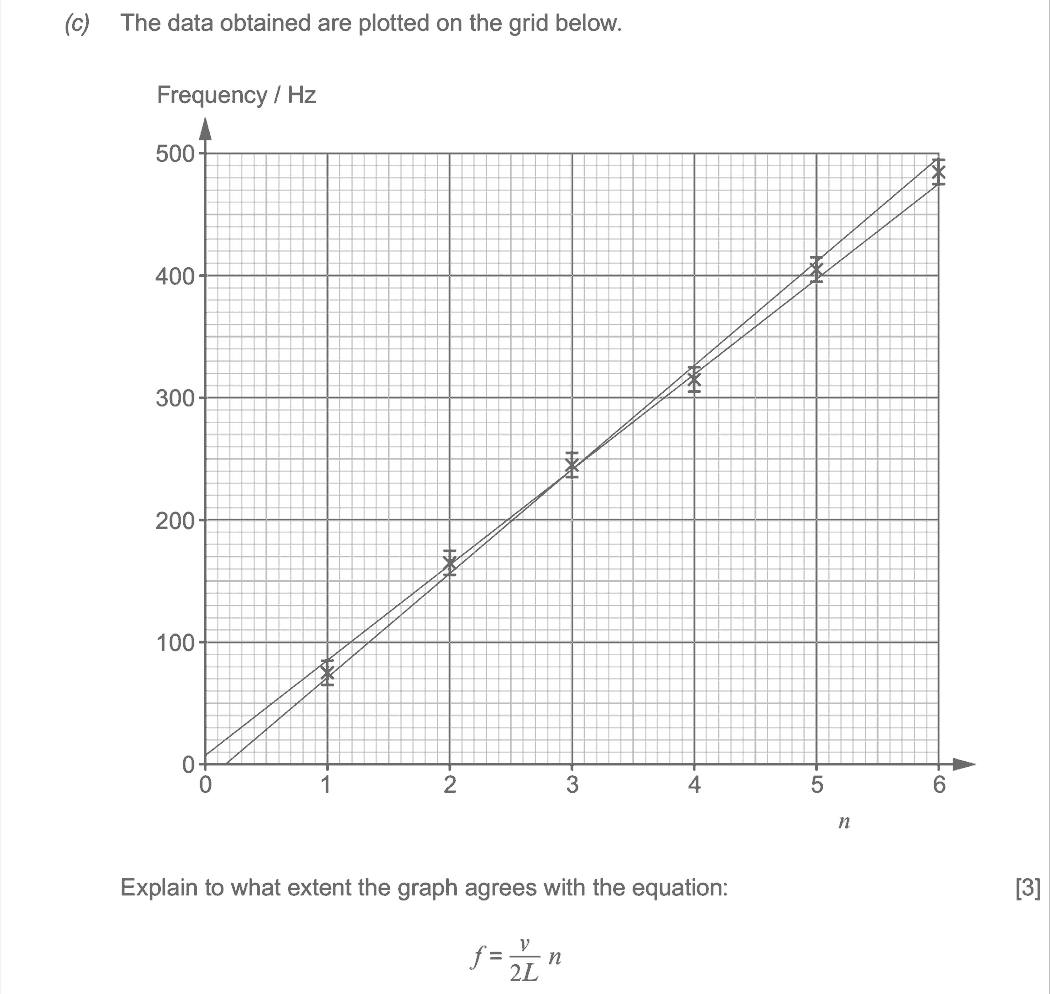 (c) The data obtained are plotted on the grid below.
Frequency / Hz
500
400
300
200
100
0
0 1 2 3 4 5 6
n
Explain to what extent the graph agrees with the equation: [3]
f = v/2L n